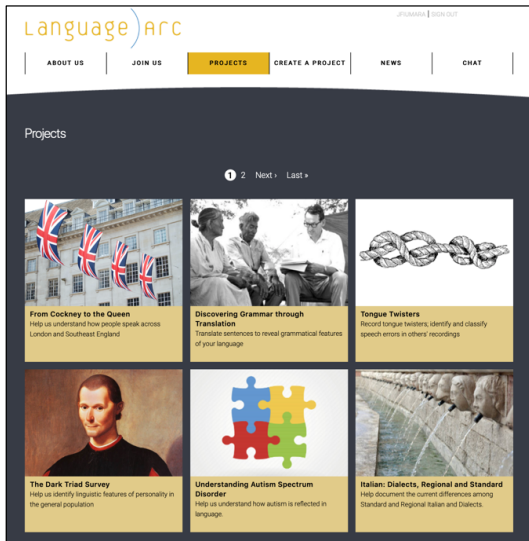 Language)Arc
JFIUMARA | SIGN OUT
ABOUT US
JOIN US
PROJECTS
CREATE A PROJECT
NEWS
CHAT
Projects
1 2 Next › Last »
From Cockney to the Queen
Help us understand how people speak across
London and Southeast England
Discovering Grammar through
Translation
Translate sentences to reveal grammatical features
of your language
Tongue Twisters
Record tongue twisters; identify and classify
speech errors in others' recordings
The Dark Triad Survey
Help us identify linguistic features of personality in
the general population
Understanding Autism Spectrum
Disorder
Help us understand how autism is reflected in
language.
Italian: Dialects, Regional and Standard
Help document the current differences among
Standard and Regional Italian and Dialects.